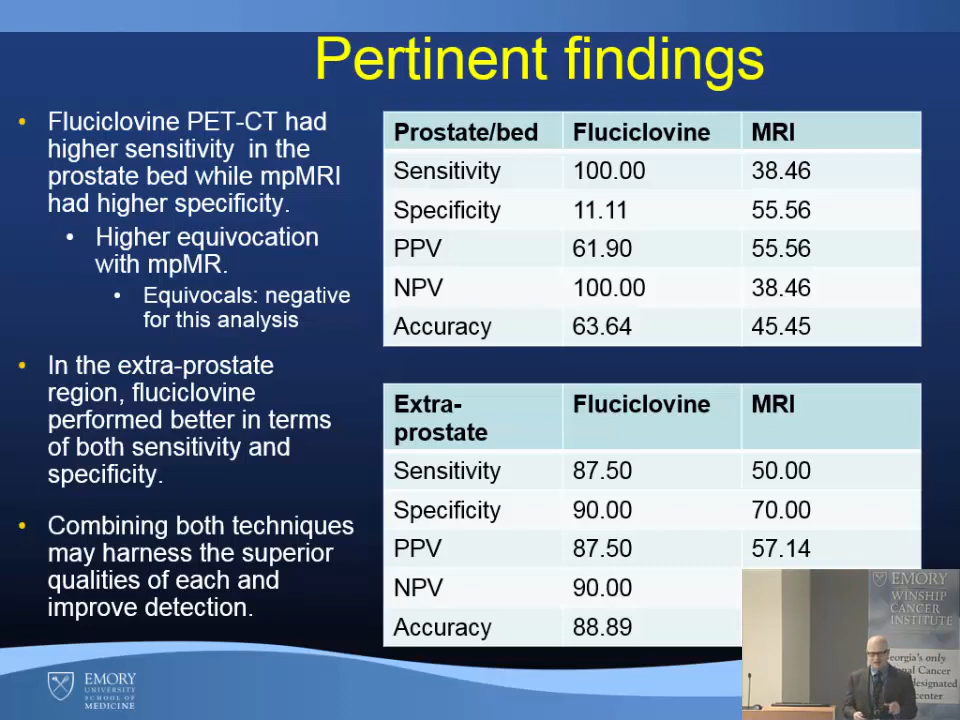 Pertinent findings
• Fluciclovine PET-CT had
higher sensitivity in the
prostate bed while mpMRI
had higher specificity.
• Higher equivocation
with mpMR.
• Equivocals: negative
for this analysis
• In the extra-prostate
region, fluciclovine
performed better in terms
of both sensitivity and
specificity.
• Combining both techniques
may harness the superior
qualities of each and
improve detection.
Prostate/bed Fluciclovine MRI
Sensitivity 100.00 38.46
Specificity 11.11 55.56
PPV 61.90 55.56
NPV 100.00 38.46
Accuracy 63.64 45.45
Extra-
prostate Fluciclovine MRI
Sensitivity 87.50 50.00
Specificity 90.00 70.00
PPV 87.50 57.14
NPV 90.00
Accuracy 88.89
EMORY
WINSHIP
CANCER
INSTITUTE
eorgia's only
nal Cancer
designated
center
EMORY
UNIVERSITY
SCHOOL OF
MEDICINE